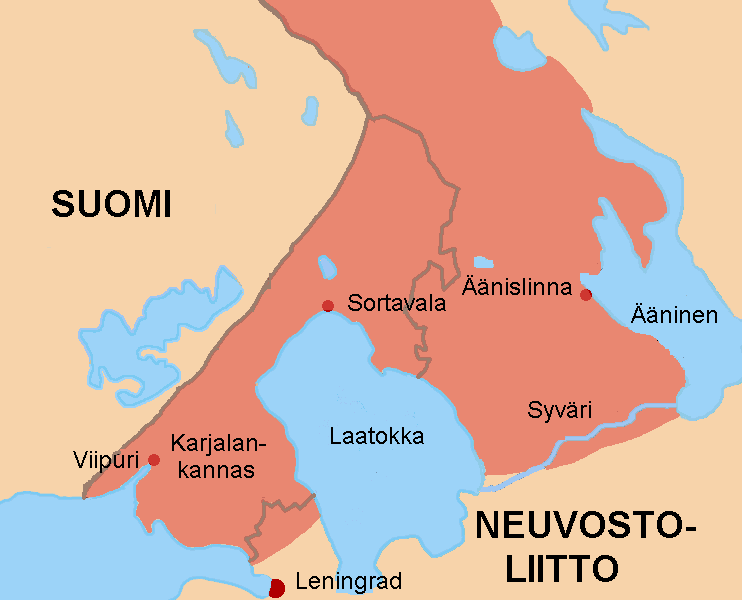 SUOMI
Äänislinna
Sortavala
Ääninen
Syväri
Laatokka
Karjalan-
kannas
Viipuri
NEUVOSTO-
LIITTO
Leningrad